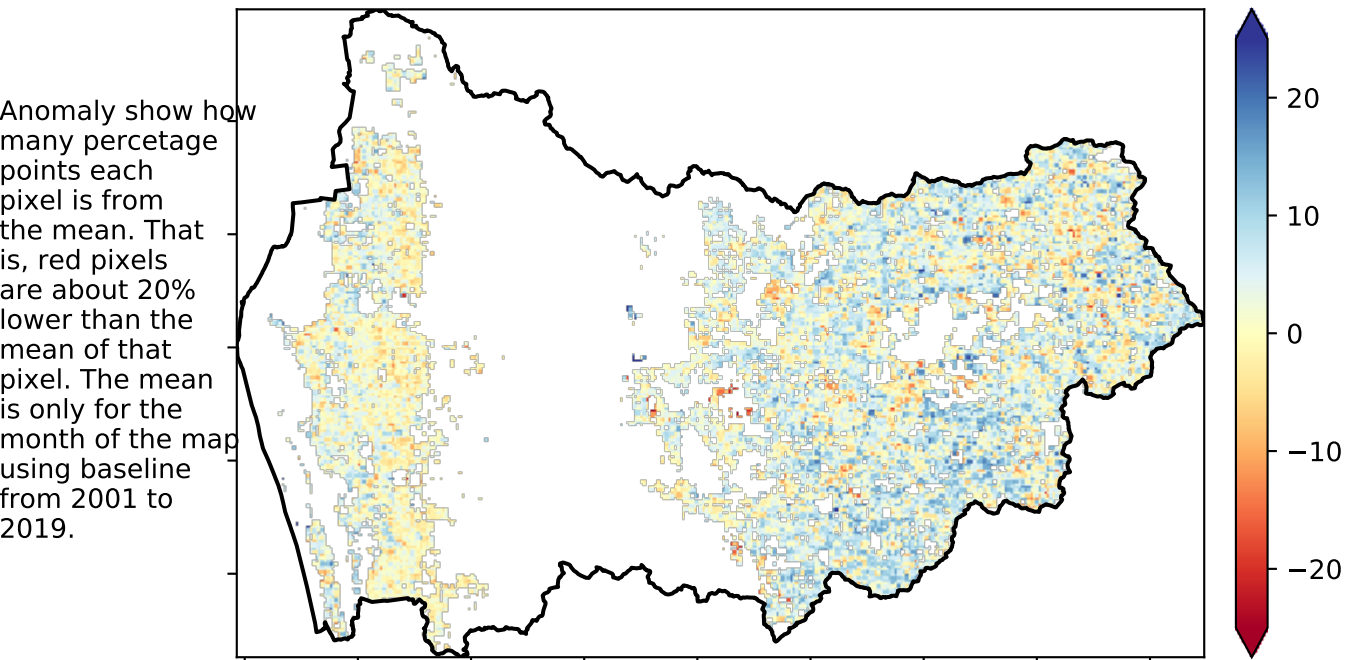 Anomaly show how
many percetage
points each
pixel is from
the mean. That
is, red pixels
are about 20%
lower than the
mean of that
pixel. The mean
is only for the
month of the map
using baseline
from 2001 to
2019.
20
10
0
−10
−20